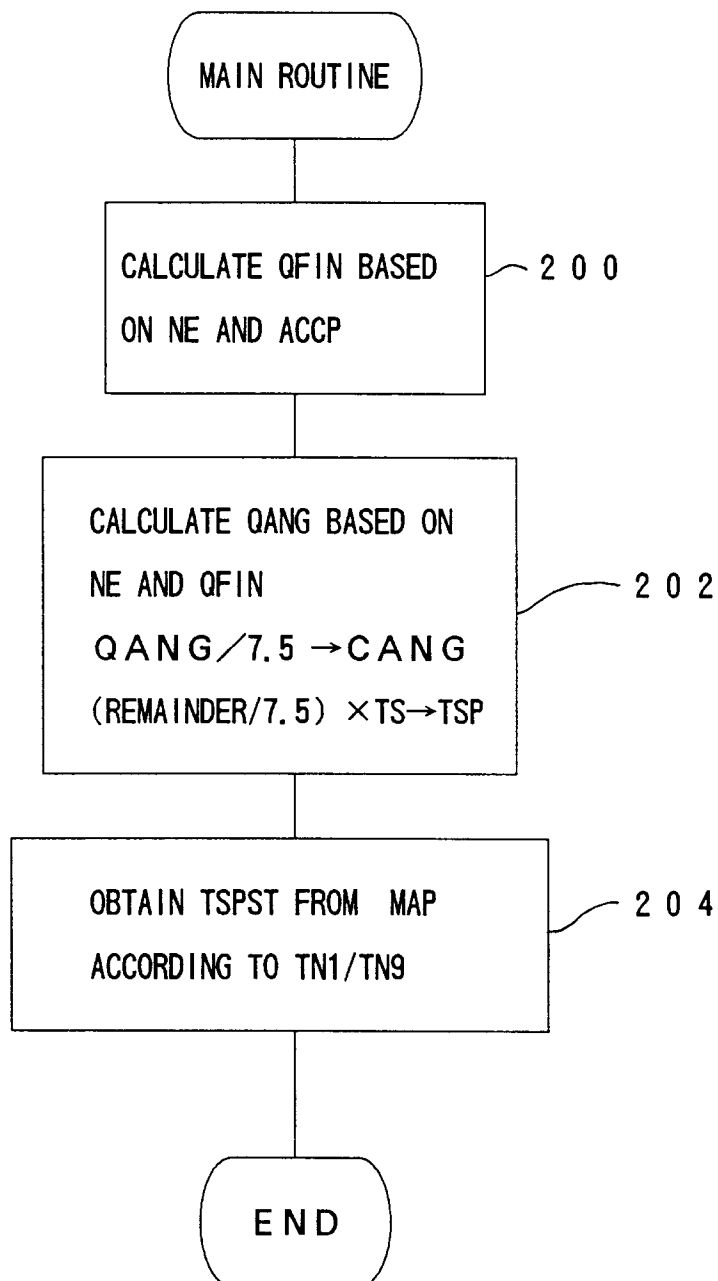 MAIN ROUTINE
CALCULATE QFIN BASED
ON NE AND ACCP
200
CALCULATE QANG BASED ON
NE AND QFIN
QANG/7.5 →CANG
(REMAINDER/7.5) ×TS→TSP
202
OBTAIN TSPST FROM MAP
ACCORDING TO TN1/TN9
204
END